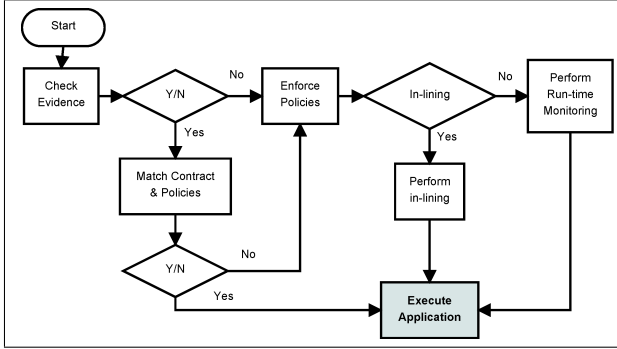 Start
Check
Evidence
Y/N
No
Yes
Enforce
Policies
In-lining
No
Yes
Perform
Run-time
Monitoring
Match Contract
& Policies
Perform
in-lining
Y/N
No
Yes
Execute
Application